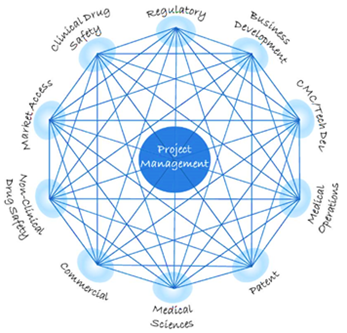 Regulatory
Business
Development
CMC/Tech Del
Medical
Operations
Patent
Medical
Sciences
Commercial
Non-Clinical
Drug Safety
Market Access
Clinical Drug
Safety
Project
Management